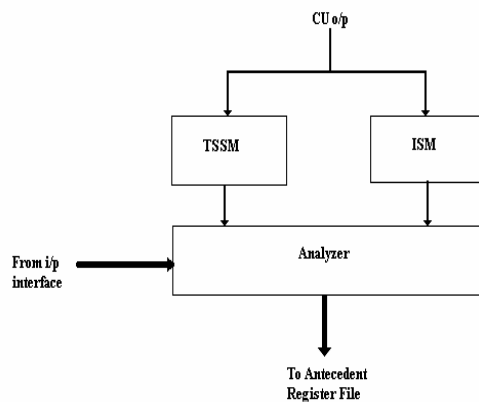 CU o/p
TSSM
ISM
Analyzer
From i/p
interface
To Antecedent
Register File